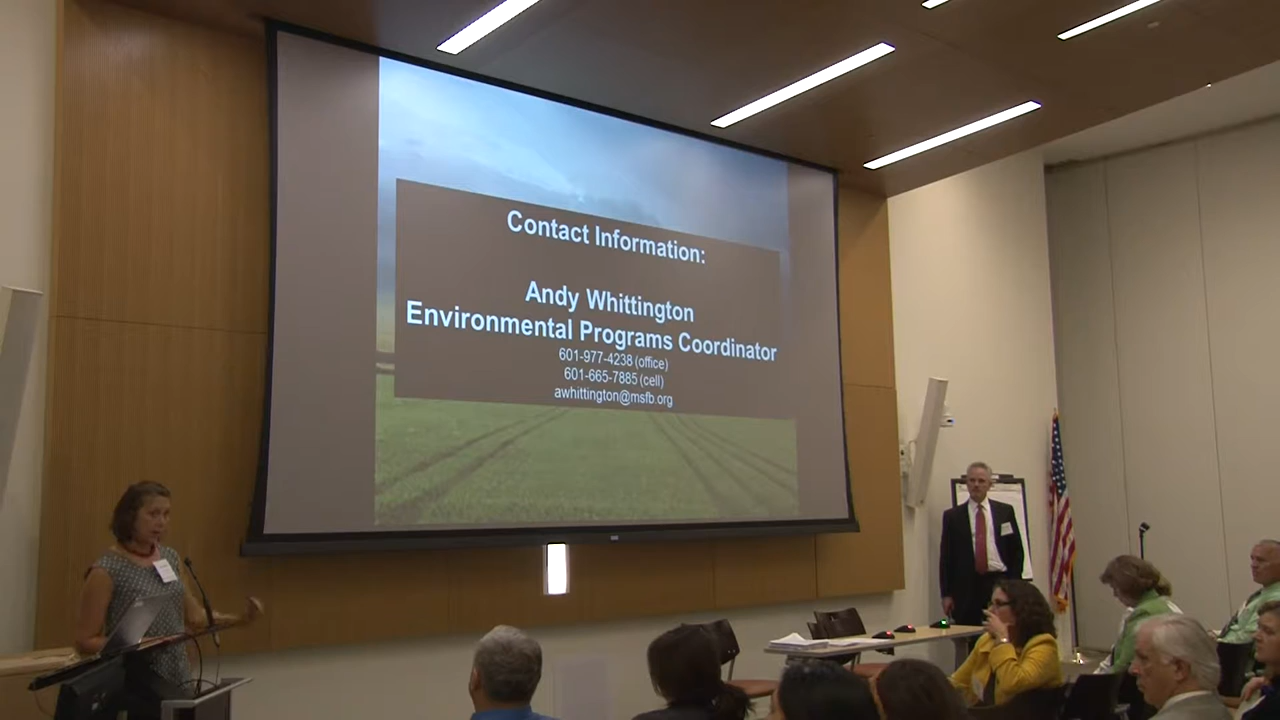 Contact Information:
Andy Whittington
Environmental Programs Coordinator
601-977-4238 (office)
601-665-7885 (cell)
awhittington@msfb.org